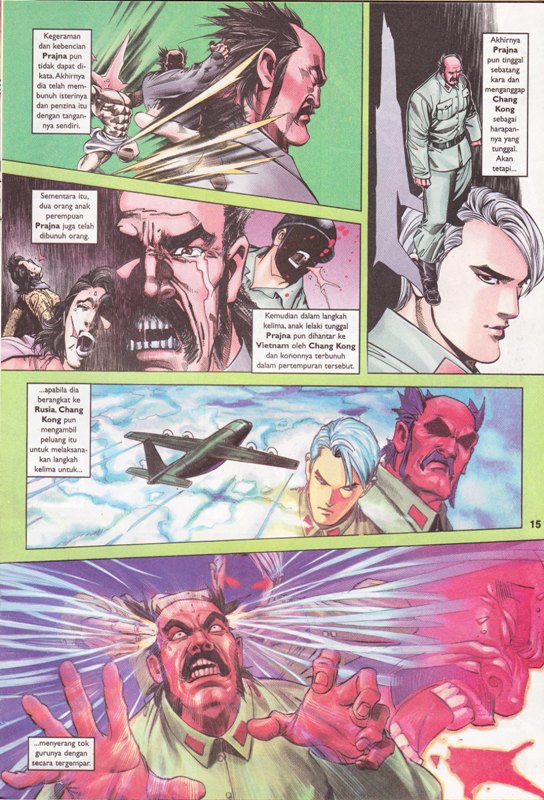 Kegeraman
dan kebencian
Prajna pun
tidak dapat di-
kata. Akhirnya
dia telah mem-
bunuh isterinya
dan penzina itu
dengan tangan-
nya sendiri.
Akhirnya
Prajna
pun tinggal
sebatang
kara dan
menganggap
Chang
Kong
sebagai
harapan-
nya yang
tunggal.
Akan
tetapi...
Sementara itu,
dua orang anak
perempuan
Prajna juga telah
dibunuh orang.
Kemudian dalam langkah
kelima, anak lelaki tunggal
Prajna pun dihantar ke
Vietnam oleh Chang Kong
dan kononnya terbunuh
dalam pertempuran tersebut.
...apabila dia
berangkat ke
Rusia, Chang
Kong pun
mengambil
peluang itu
untuk melaksana-
kan langkah
kelima untuk...
15
...menyerang tok
gurunya dengan
secara tergempar.